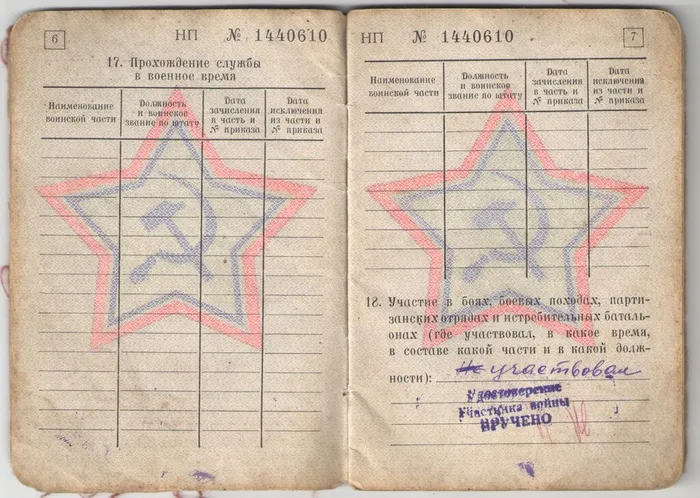 6
НП № 1440610
17. Прохождение службы
в военное время
Наименование
воинской части
Должность
и воинское
звание по штату
Дата
зачисления
в часть и
№ приказа
Дата
исключения
из части и
№ приказа
НП № 1440610
7
Наименование
воинской части
Должность
и воинское
звание по штату
Дата
зачисления
в часть и
№ приказа
Дата
исключения
из части и
№ приказа
18. Участие в боях, боевых походах, парти-
занских отрядах и истребительных баталь-
онах (где участвовал, в какое время,
в составе какой части и в какой долж-
ности): Не участвовал
Удостоверение
Участника войны
ВРУЧЕНО